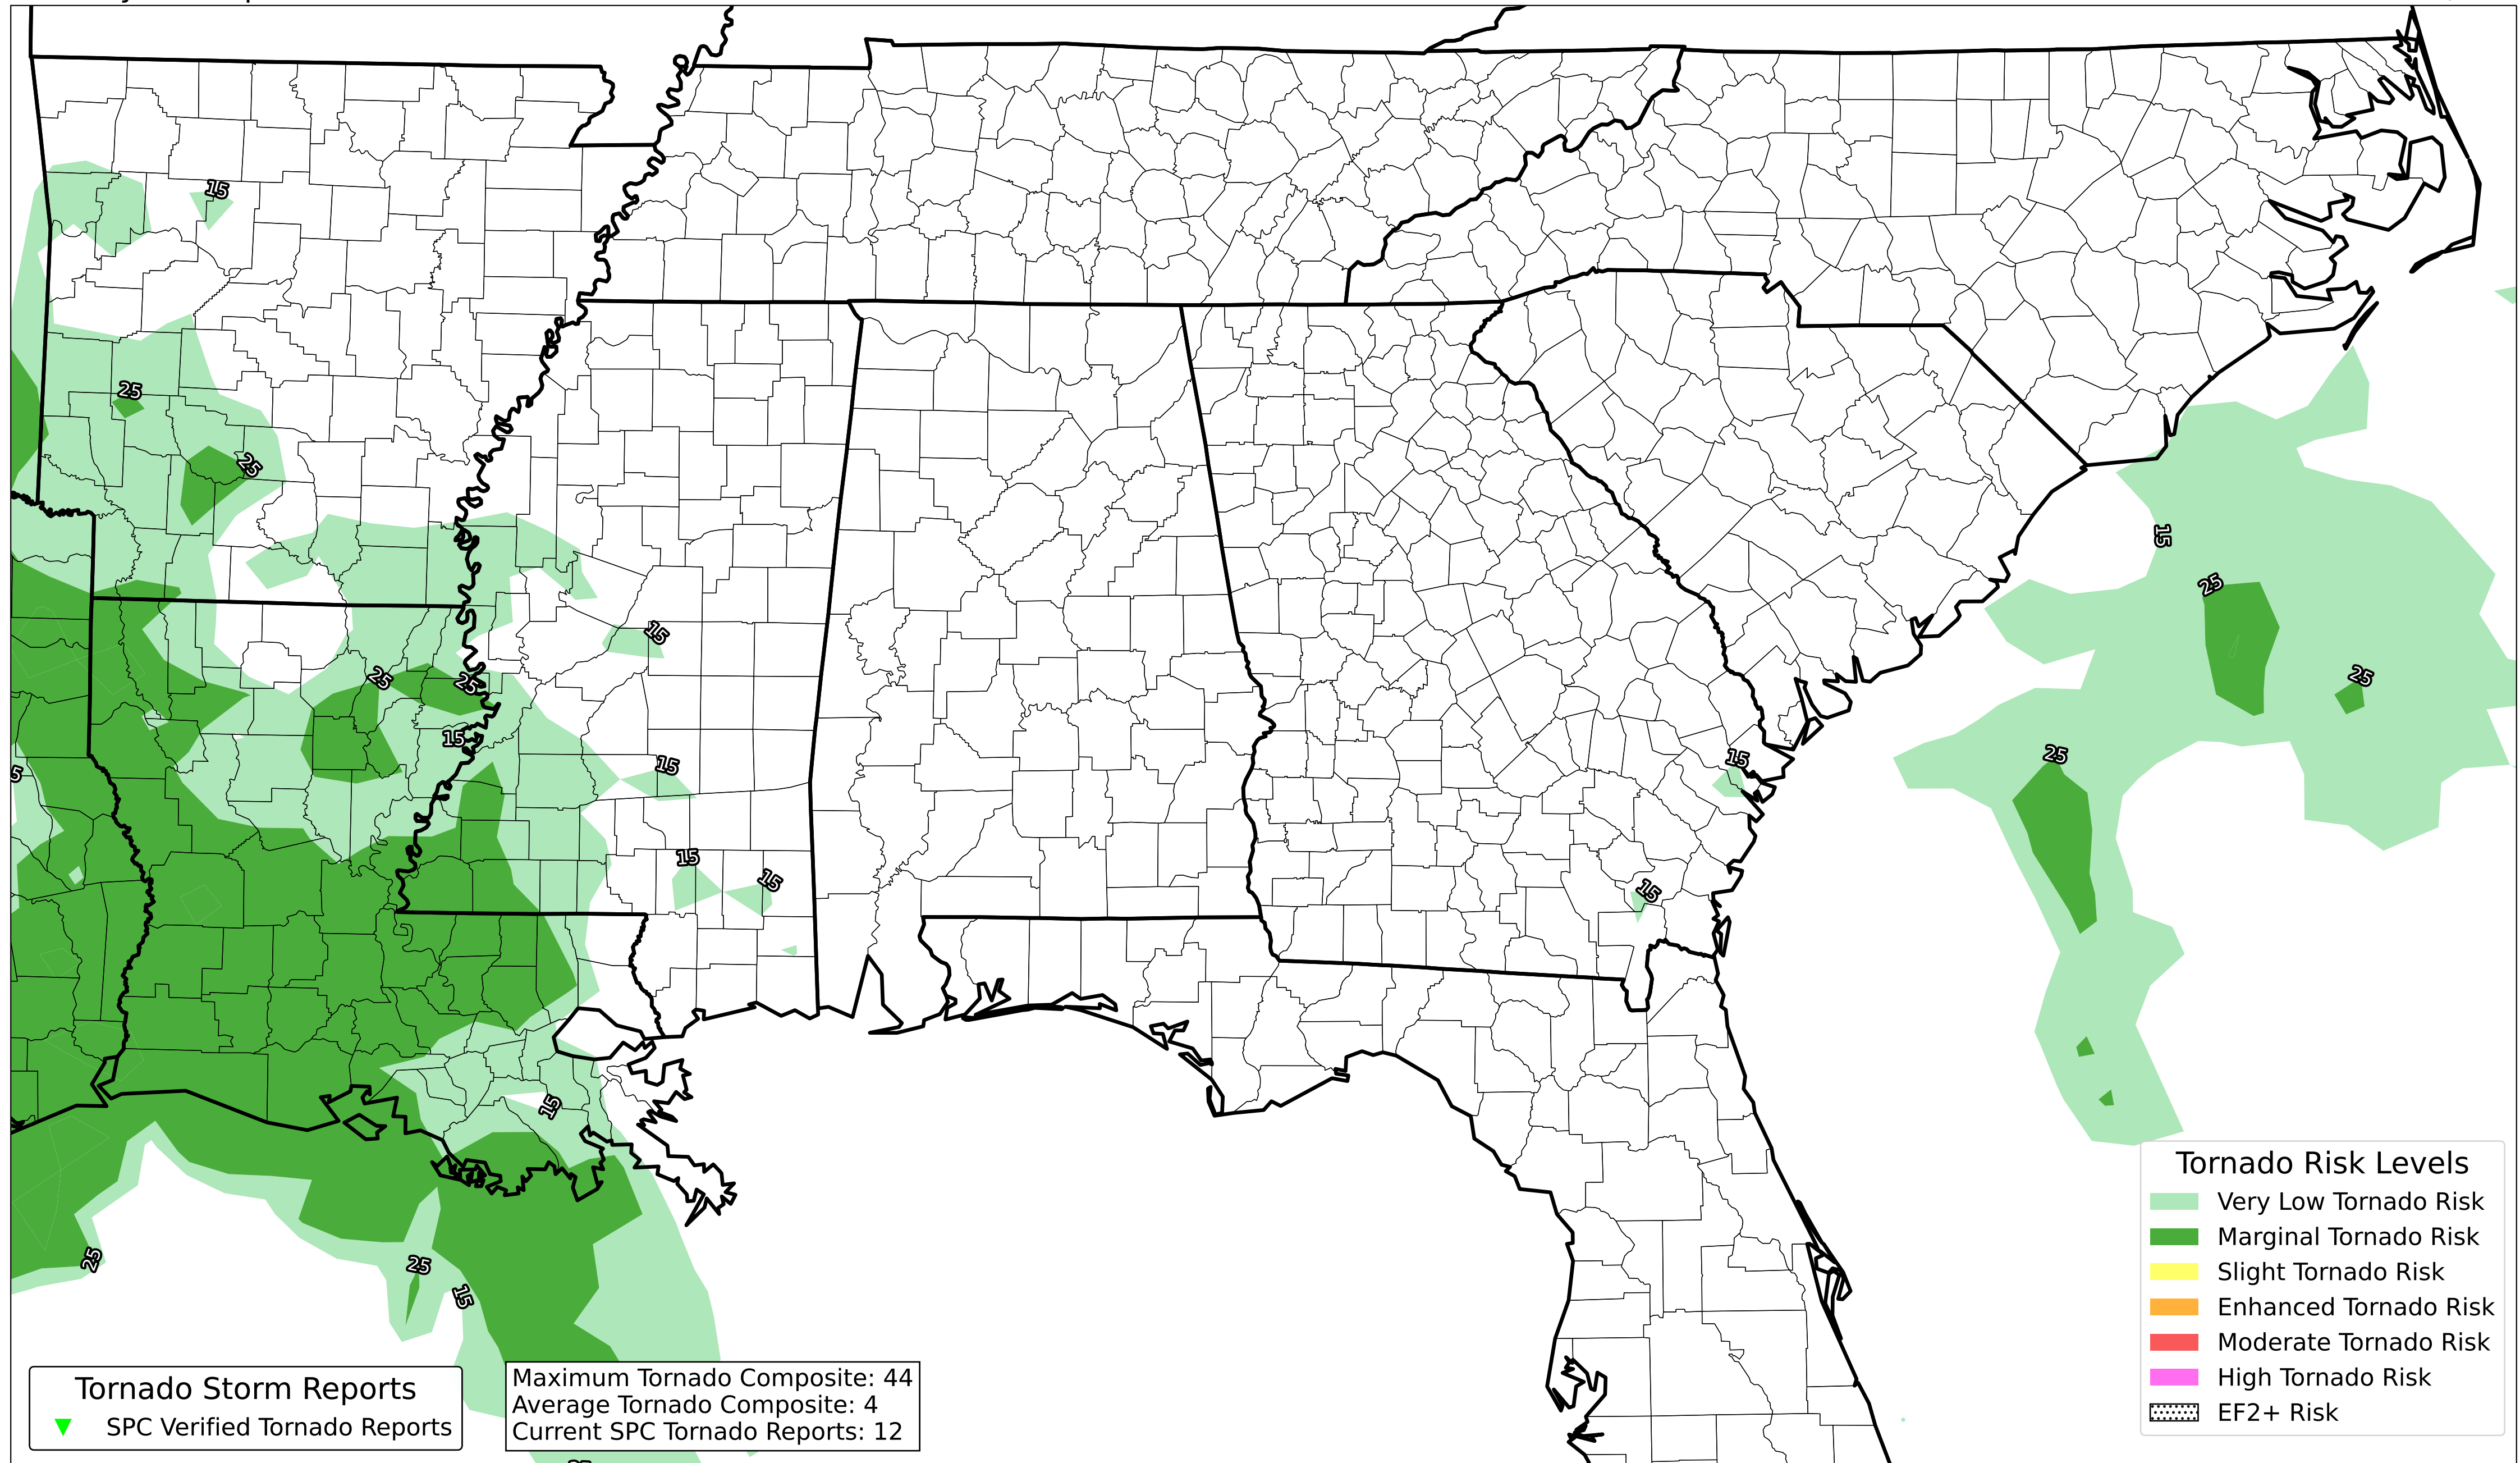 15
25
25
15
15
25
25
25
25
15
25
15
25
15
15
15
15
15
15
25
25
15
Tornado Risk Levels
Very Low Tornado Risk
Marginal Tornado Risk
Slight Tornado Risk
Enhanced Tornado Risk
Moderate Tornado Risk
High Tornado Risk
EF2+ Risk
Tornado Storm Reports
SPC Verified Tornado Reports
Maximum Tornado Composite: 44
Average Tornado Composite: 4
Current SPC Tornado Reports: 12